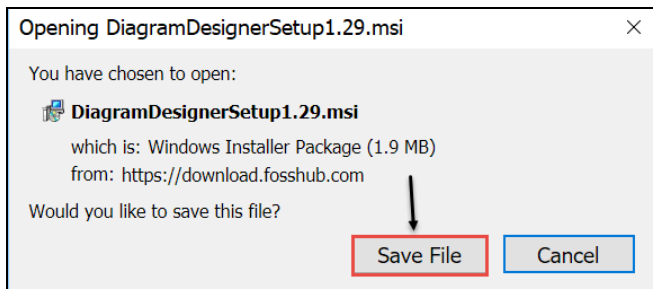 Opening DiagramDesignerSetup1.29.msi
You have chosen to open:
DiagramDesignerSetup1.29.msi
which is: Windows Installer Package (1.9 MB)
from: https://download.fosshub.com
Would you like to save this file?
Save File Cancel